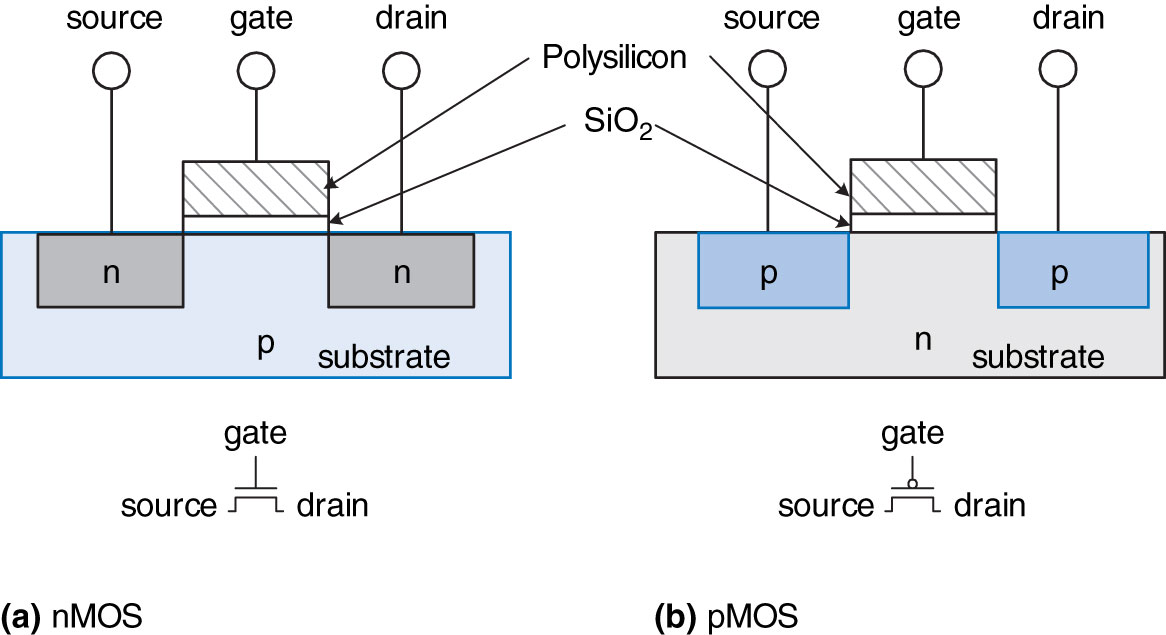 source gate drain source gate drain
Polysilicon
SiO₂
n n p p
p substrate n substrate
gate gate
source drain source drain
(a) nMOS (b) pMOS